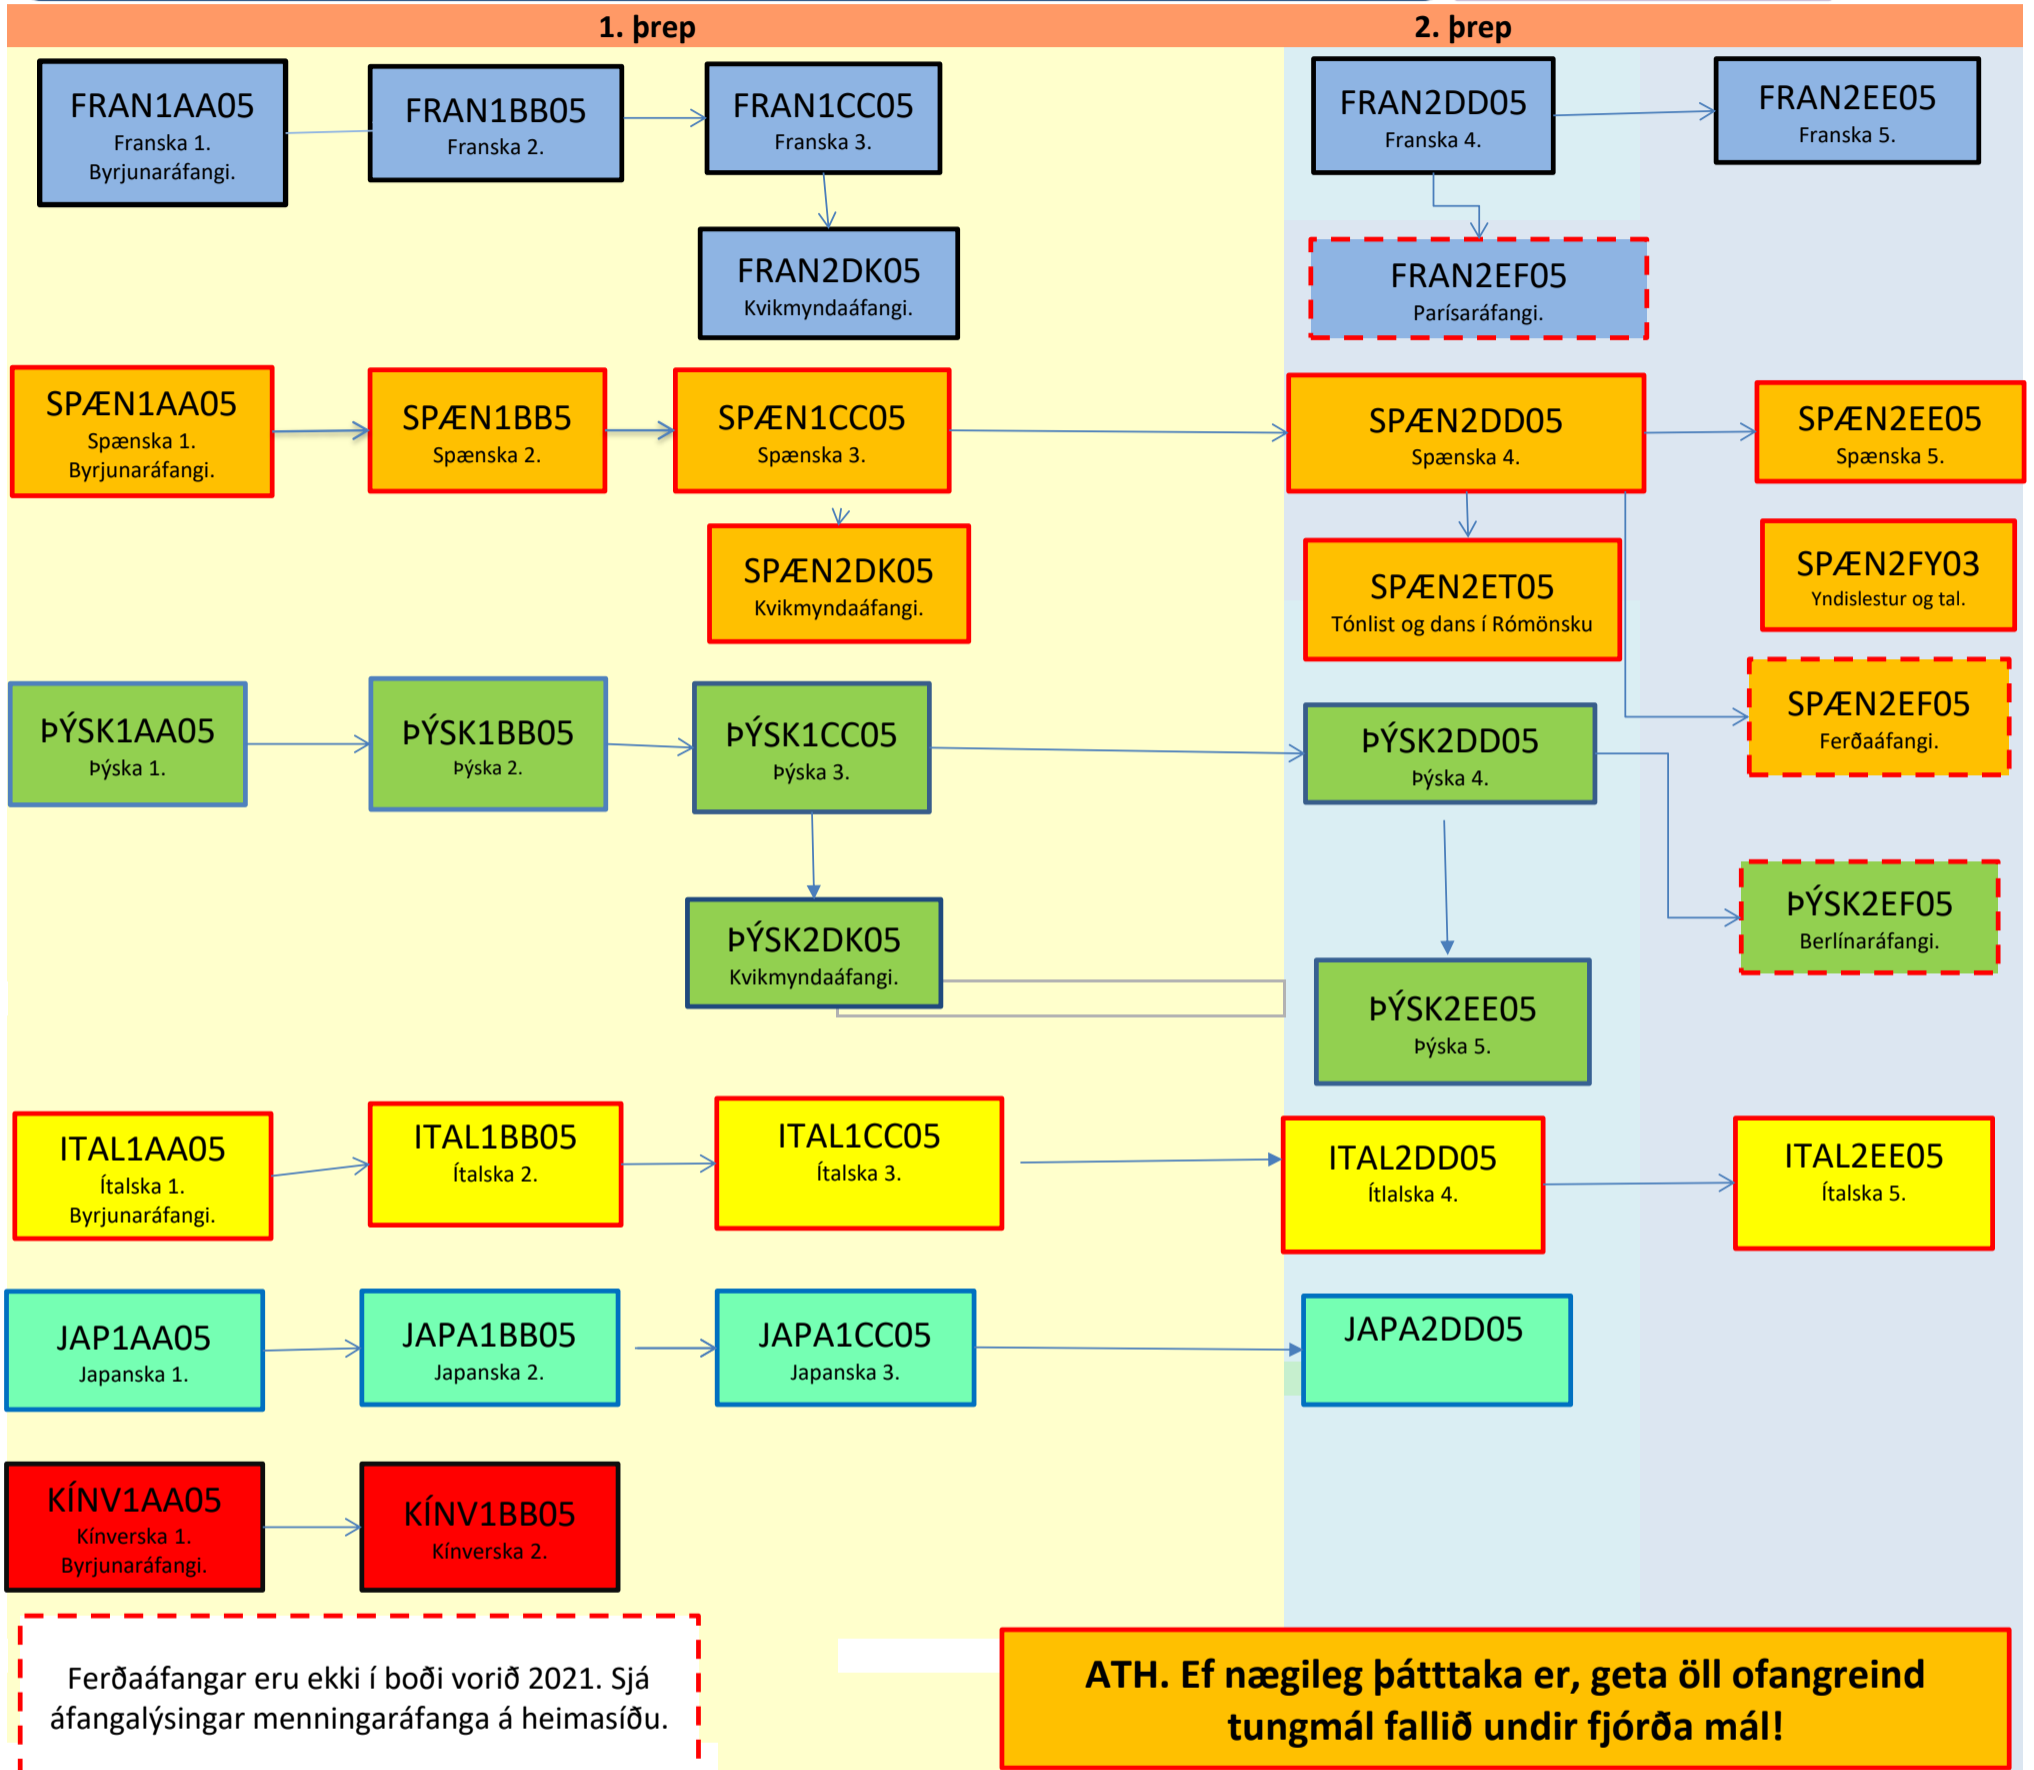 1. þrep
2. þrep
FRAN1AA05
Franska 1.
Byrjunaráfangi.
FRAN1BB05
Franska 2.
FRAN1CC05
Franska 3.
FRAN2DD05
Franska 4.
FRAN2EE05
Franska 5.
FRAN2DK05
Kvikmyndaáfangi.
FRAN2EF05
Parísaráfangi.
SPÆN1AA05
Spænska 1.
Byrjunaráfangi.
SPÆN1BB5
Spænska 2.
SPÆN1CC05
Spænska 3.
SPÆN2DD05
Spænska 4.
SPÆN2EE05
Spænska 5.
SPÆN2DK05
Kvikmyndaáfangi.
SPÆN2ET05
Tónlist og dans í Rómönsku
SPÆN2FY03
Yndislestur og tal.
SPÆN2EF05
Ferðaáfangi.
ÞÝSK1AA05
Þýska 1.
ÞÝSK1BB05
Þýska 2.
ÞÝSK1CC05
Þýska 3.
ÞÝSK2DD05
Þýska 4.
ÞÝSK2EF05
Berlínaráfangi.
ÞÝSK2DK05
Kvikmyndaáfangi.
ÞÝSK2EE05
Þýska 5.
ITAL1AA05
Ítalska 1.
Byrjunaráfangi.
ITAL1BB05
Ítalska 2.
ITAL1CC05
Ítalska 3.
ITAL2DD05
Ítlalska 4.
ITAL2EE05
Ítalska 5.
JAP1AA05
Japanska 1.
JAPA1BB05
Japanska 2.
JAPA1CC05
Japanska 3.
JAPA2DD05
KÍNV1AA05
Kínverska 1.
Byrjunaráfangi.
KÍNV1BB05
Kínverska 2.
Ferðaáfangar eru ekki í boði vorið 2021. Sjá
áfangalýsingar menningaráfanga á heimasíðu.
ATH. Ef nægileg þátttaka er, geta öll ofangreind
tungmál fallið undir fjórða mál!